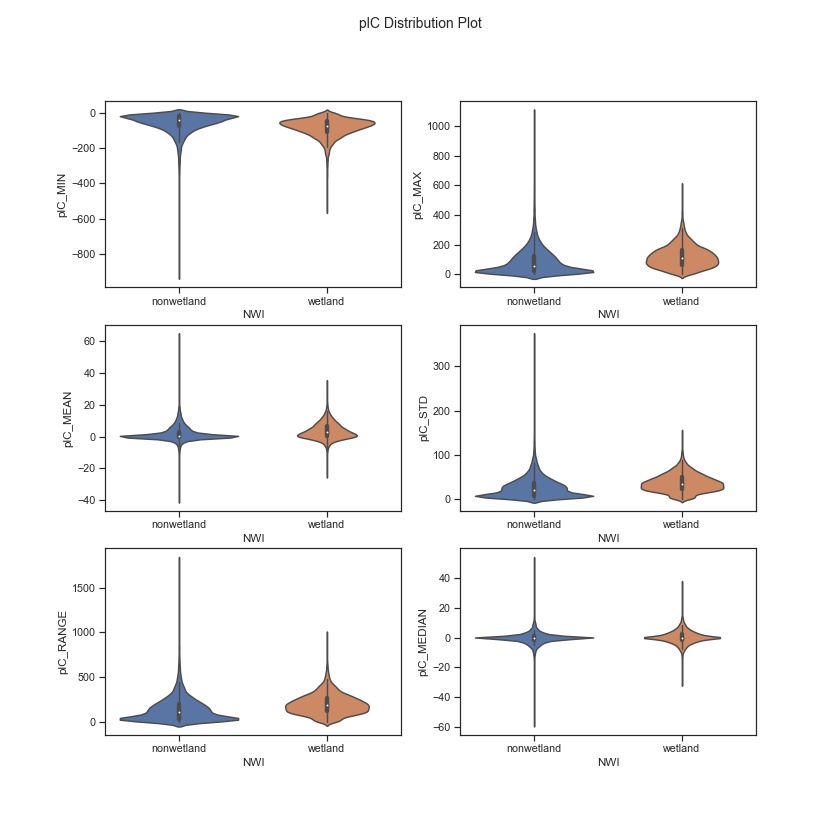 pIC Distribution Plot
0
−200
−400
−600
−800
pIC_MIN
nonwetland wetland
NWI
1000
800
600
400
200
0
pIC_MAX
nonwetland wetland
NWI
60
40
20
0
−20
−40
pIC_MEAN
nonwetland wetland
NWI
300
200
100
0
pIC_STD
nonwetland wetland
NWI
1500
1000
500
0
pIC_RANGE
nonwetland wetland
NWI
40
20
0
−20
−40
−60
pIC_MEDIAN
nonwetland wetland
NWI